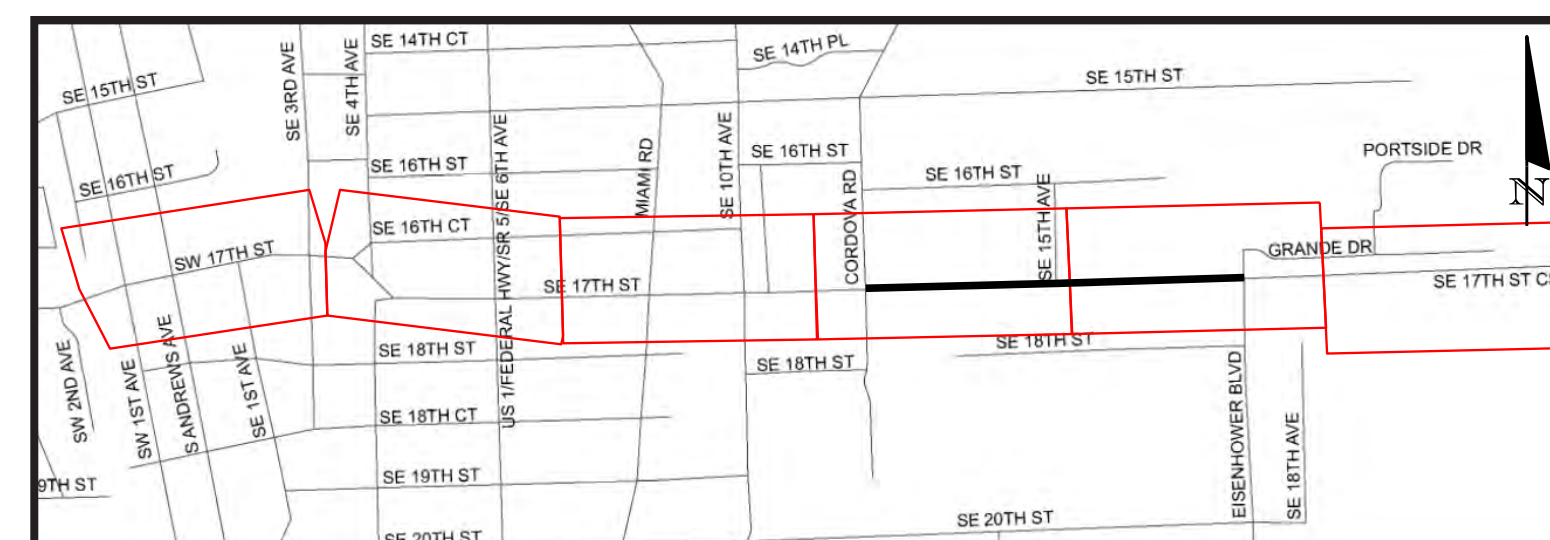 SE 14TH CT
SE 14TH PL
SE 15TH ST
SE 15TH ST
SE 3RD AVE
SE 4TH AVE
US 1/FEDERAL HWY/SR 5/SE 6TH AVE
MIAMI RD
SE 10TH AVE
SE 16TH ST
SE 16TH ST
SE 16TH ST
SE 16TH ST
PORTSIDE DR
N
CORDOVA RD
SE 15TH AVE
SE 16TH CT
SW 17TH ST
SE 17TH ST
GRANDE DR
SE 17TH ST C
SW 2ND AVE
SW 1ST AVE
S ANDREWS AVE
SE 1ST AVE
SE 18TH ST
SE 18TH ST
SE 18TH ST
EISENHOWER BLVD
SE 18TH AVE
SE 18TH CT
9TH ST
SE 19TH ST
SE 20TH ST
SE 20TH ST